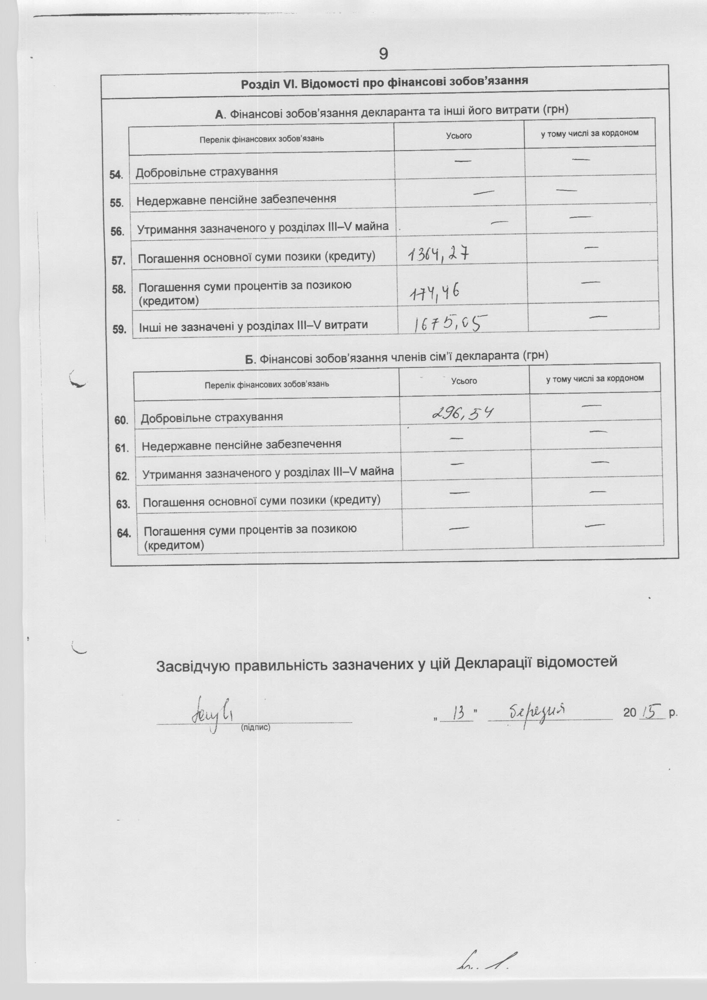 9
Розділ VI. Відомості про фінансові зобов'язання
А. Фінансові зобов'язання декларанта та інші його витрати (грн)
Перелік фінансових зобов'язань Усього у тому числі за кордоном
54. Добровільне страхування — —
55. Недержавне пенсійне забезпечення — —
56. Утримання зазначеного у розділах III–V майна — —
57. Погашення основної суми позики (кредиту) 1364,27 —
58. Погашення суми процентів за позикою
(кредитом) 174,46 —
59. Інші не зазначені у розділах III–V витрати 1675,05 —
Б. Фінансові зобов'язання членів сім'ї декларанта (грн)
Перелік фінансових зобов'язань Усього у тому числі за кордоном
60. Добровільне страхування 296,54 —
61. Недержавне пенсійне забезпечення — —
62. Утримання зазначеного у розділах III–V майна — —
63. Погашення основної суми позики (кредиту) — —
64. Погашення суми процентів за позикою
(кредитом) — —
Засвідчую правильність зазначених у цій Декларації відомостей
„ 13 " березня 2015 р.
(підпис)